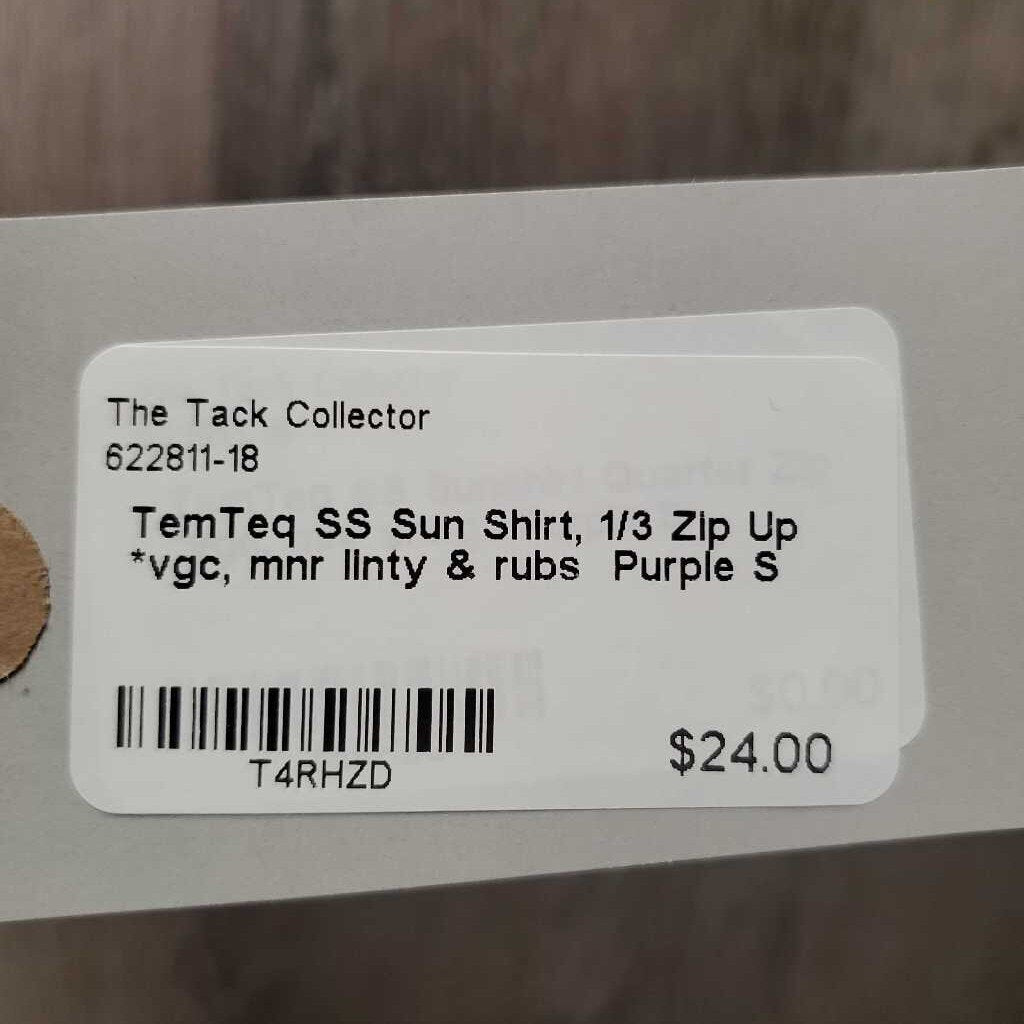 The Tack Collector
622811-18
TemTeq SS Sun Shirt, 1/3 Zip Up
*vgc, mnr linty & rubs Purple S
T4RHZD
$24.00